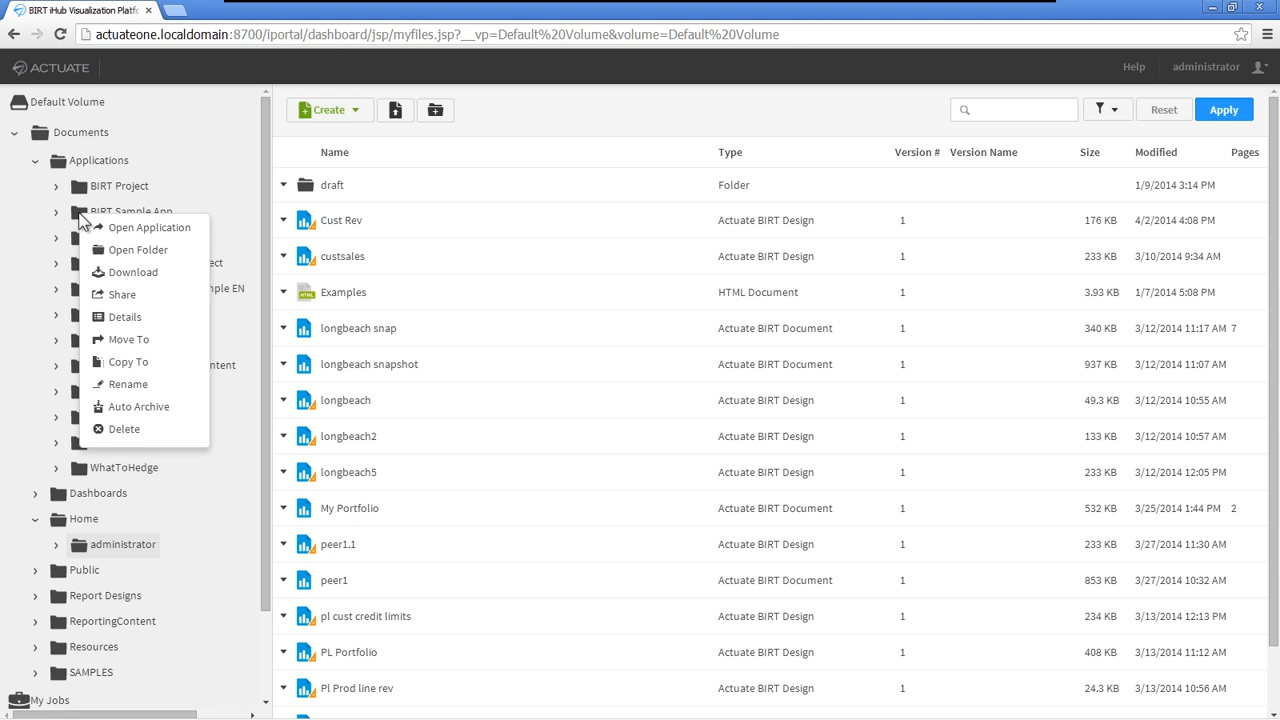 BIRT iHub Visualization Platfo
actuateone.localdomain:8700/iportal/dashboard/jsp/myfiles.jsp?__vp=Default%20Volume&volume=Default%20Volume
ACTUATE
Help
administrator
Default Volume
Documents
Applications
BIRT Project
BIRT Sample App
ect
mple EN
ntent
WhatToHedge
Dashboards
Home
administrator
Public
Report Designs
ReportingContent
Resources
SAMPLES
My Jobs
Open Application
Open Folder
Download
Share
Details
Move To
Copy To
Rename
Auto Archive
Delete
Create
Reset
Apply
Name Type Version # Version Name Size Modified Pages
draft Folder 1/9/2014 3:14 PM
Cust Rev Actuate BIRT Design 1 176 KB 4/2/2014 4:08 PM
custsales Actuate BIRT Design 1 233 KB 3/10/2014 9:34 AM
HTML Examples HTML Document 1 3.93 KB 1/7/2014 5:08 PM
longbeach snap Actuate BIRT Document 1 340 KB 3/12/2014 11:17 AM 7
longbeach snapshot Actuate BIRT Document 1 937 KB 3/12/2014 11:07 AM
longbeach Actuate BIRT Design 1 49.3 KB 3/12/2014 10:55 AM
longbeach2 Actuate BIRT Design 1 133 KB 3/12/2014 10:57 AM
longbeach5 Actuate BIRT Design 1 233 KB 3/12/2014 12:05 PM
My Portfolio Actuate BIRT Document 1 532 KB 3/25/2014 1:44 PM 2
peer1.1 Actuate BIRT Design 1 233 KB 3/27/2014 11:30 AM
peer1 Actuate BIRT Document 1 853 KB 3/27/2014 10:32 AM
pl cust credit limits Actuate BIRT Design 1 234 KB 3/13/2014 12:13 PM
PL Portfolio Actuate BIRT Design 1 408 KB 3/13/2014 11:12 AM
Pl Prod line rev Actuate BIRT Design 1 24.3 KB 3/13/2014 10:56 AM